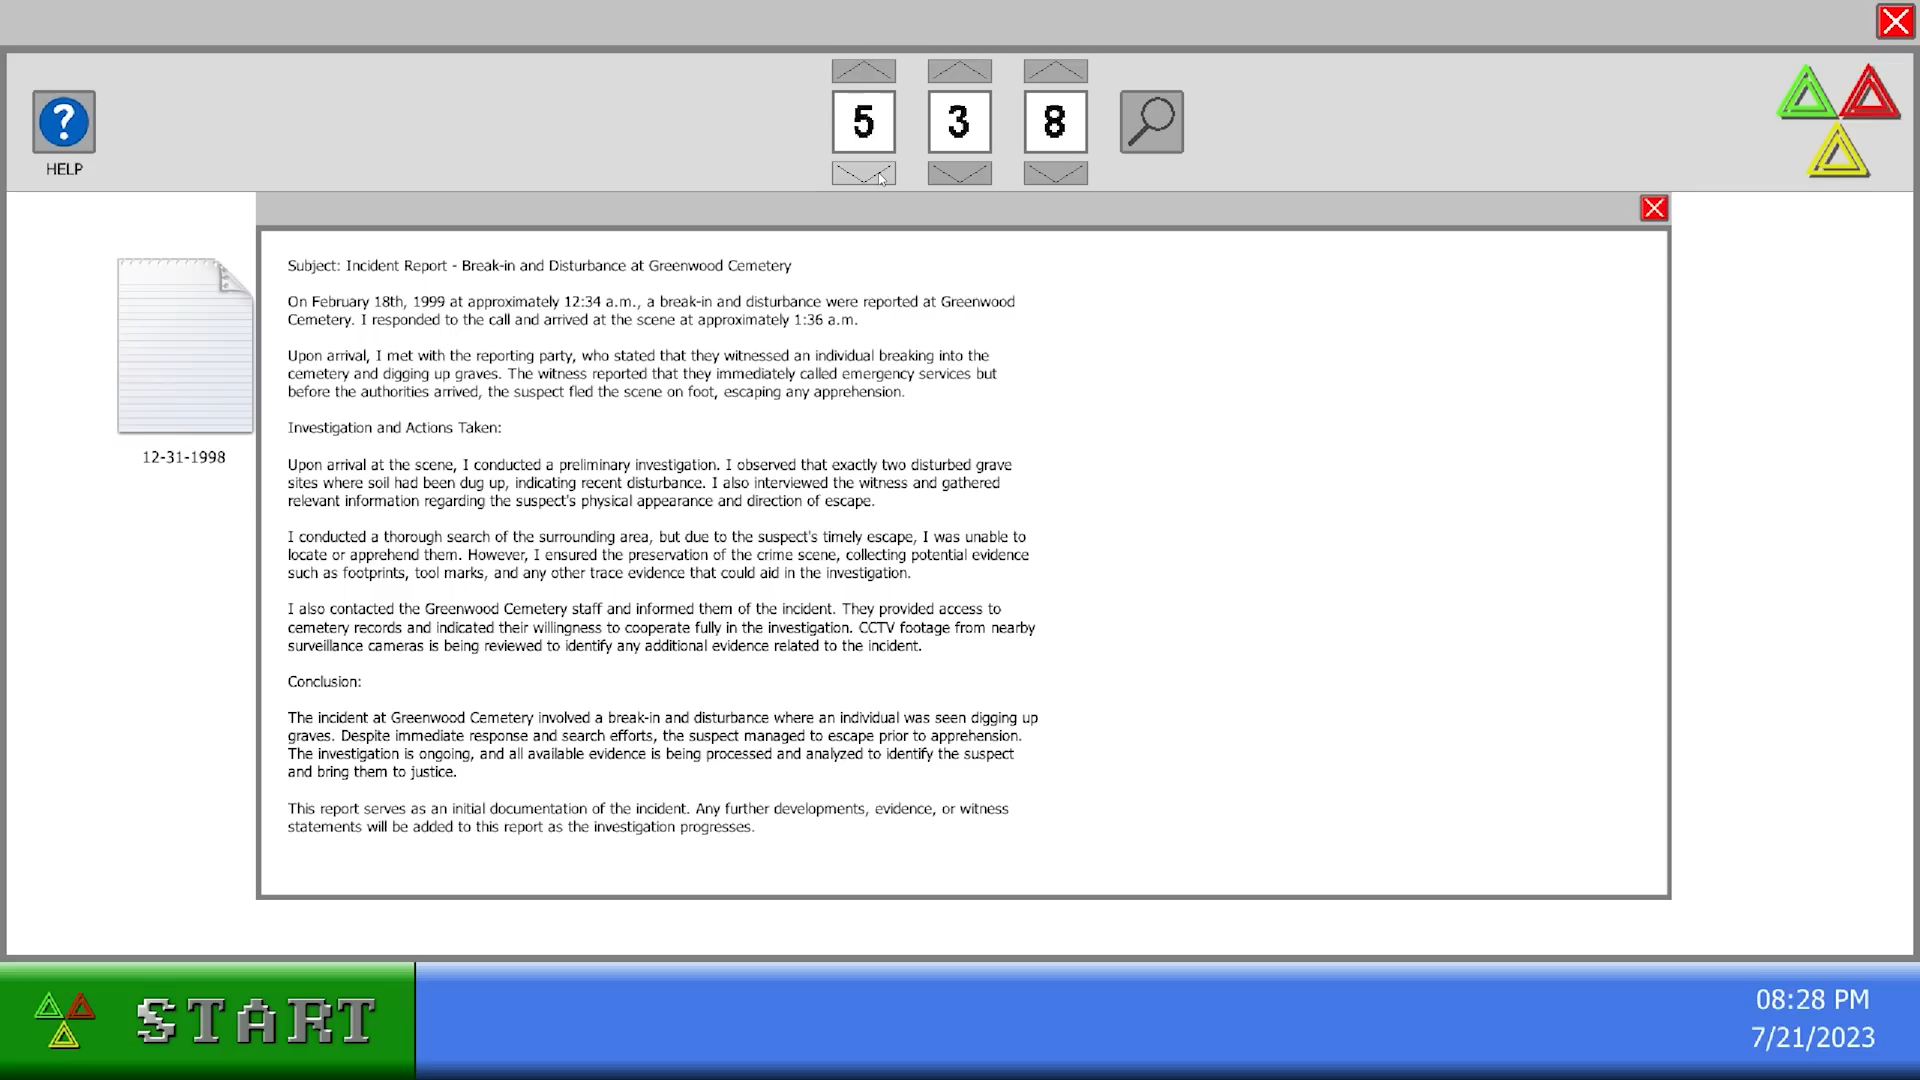 5 3 8
HELP
12-31-1998
Subject: Incident Report - Break-in and Disturbance at Greenwood Cemetery
On February 18th, 1999 at approximately 12:34 a.m., a break-in and disturbance were reported at Greenwood
Cemetery. I responded to the call and arrived at the scene at approximately 1:36 a.m.
Upon arrival, I met with the reporting party, who stated that they witnessed an individual breaking into the
cemetery and digging up graves. The witness reported that they immediately called emergency services but
before the authorities arrived, the suspect fled the scene on foot, escaping any apprehension.
Investigation and Actions Taken:
Upon arrival at the scene, I conducted a preliminary investigation. I observed that exactly two disturbed grave
sites where soil had been dug up, indicating recent disturbance. I also interviewed the witness and gathered
relevant information regarding the suspect's physical appearance and direction of escape.
I conducted a thorough search of the surrounding area, but due to the suspect's timely escape, I was unable to
locate or apprehend them. However, I ensured the preservation of the crime scene, collecting potential evidence
such as footprints, tool marks, and any other trace evidence that could aid in the investigation.
I also contacted the Greenwood Cemetery staff and informed them of the incident. They provided access to
cemetery records and indicated their willingness to cooperate fully in the investigation. CCTV footage from nearby
surveillance cameras is being reviewed to identify any additional evidence related to the incident.
Conclusion:
The incident at Greenwood Cemetery involved a break-in and disturbance where an individual was seen digging up
graves. Despite immediate response and search efforts, the suspect managed to escape prior to apprehension.
The investigation is ongoing, and all available evidence is being processed and analyzed to identify the suspect
and bring them to justice.
This report serves as an initial documentation of the incident. Any further developments, evidence, or witness
statements will be added to this report as the investigation progresses.
START
08:28 PM
7/21/2023